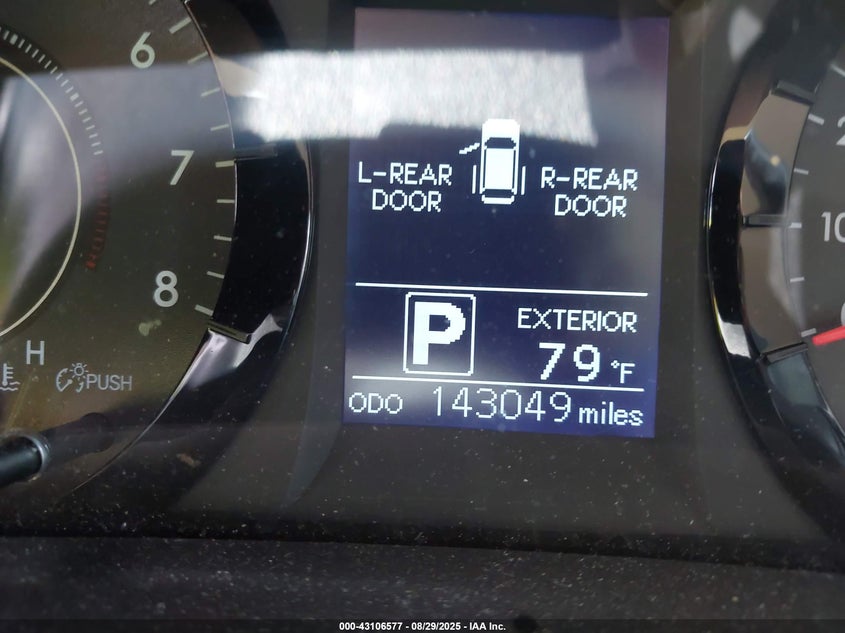 6
7
8
H
PUSH
L-REAR DOOR
R-REAR DOOR
P
EXTERIOR
79 °F
ODO 143049 miles
10
000-43106577 - 08/29/2025 - IAA Inc.